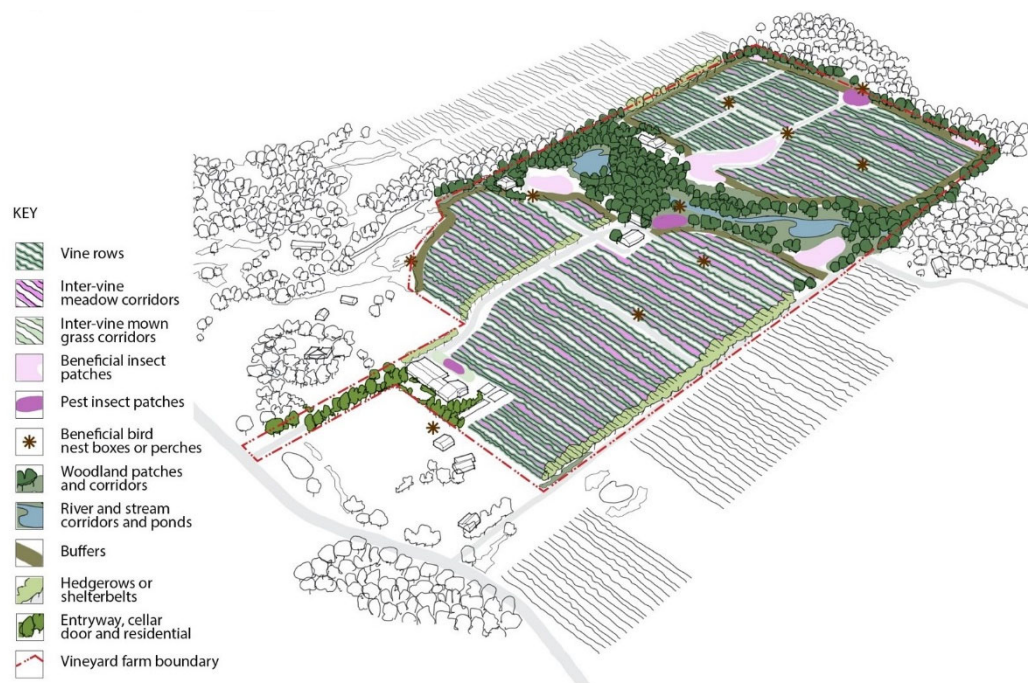 KEY
Vine rows
Inter-vine
meadow corridors
Inter-vine mown
grass corridors
Beneficial insect
patches
Pest insect patches
Beneficial bird
nest boxes or perches
Woodland patches
and corridors
River and stream
corridors and ponds
Buffers
Hedgerows or
shelterbelts
Entryway, cellar
door and residential
Vineyard farm boundary